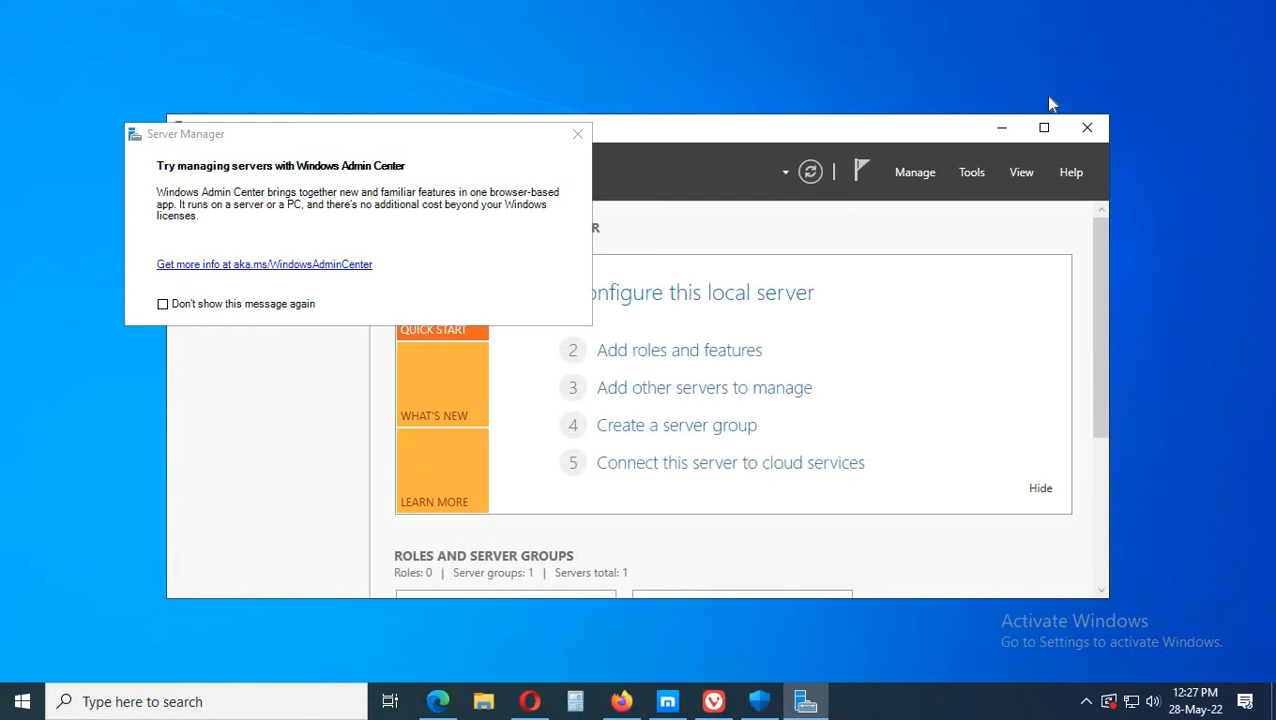 Server Manager
Try managing servers with Windows Admin Center
Windows Admin Center brings together new and familiar features in one browser-based
app. It runs on a server or a PC, and there's no additional cost beyond your Windows
licenses.
Get more info at aka.ms/WindowsAdminCenter
Don't show this message again
Manage
Tools
View
Help
R
onfigure this local server
QUICK START
2 Add roles and features
3 Add other servers to manage
WHAT'S NEW
4 Create a server group
5 Connect this server to cloud services
LEARN MORE
Hide
ROLES AND SERVER GROUPS
Roles: 0 | Server groups: 1 | Servers total: 1
Activate Windows
Go to Settings to activate Windows.
Type here to search
12:27 PM
28-May-22